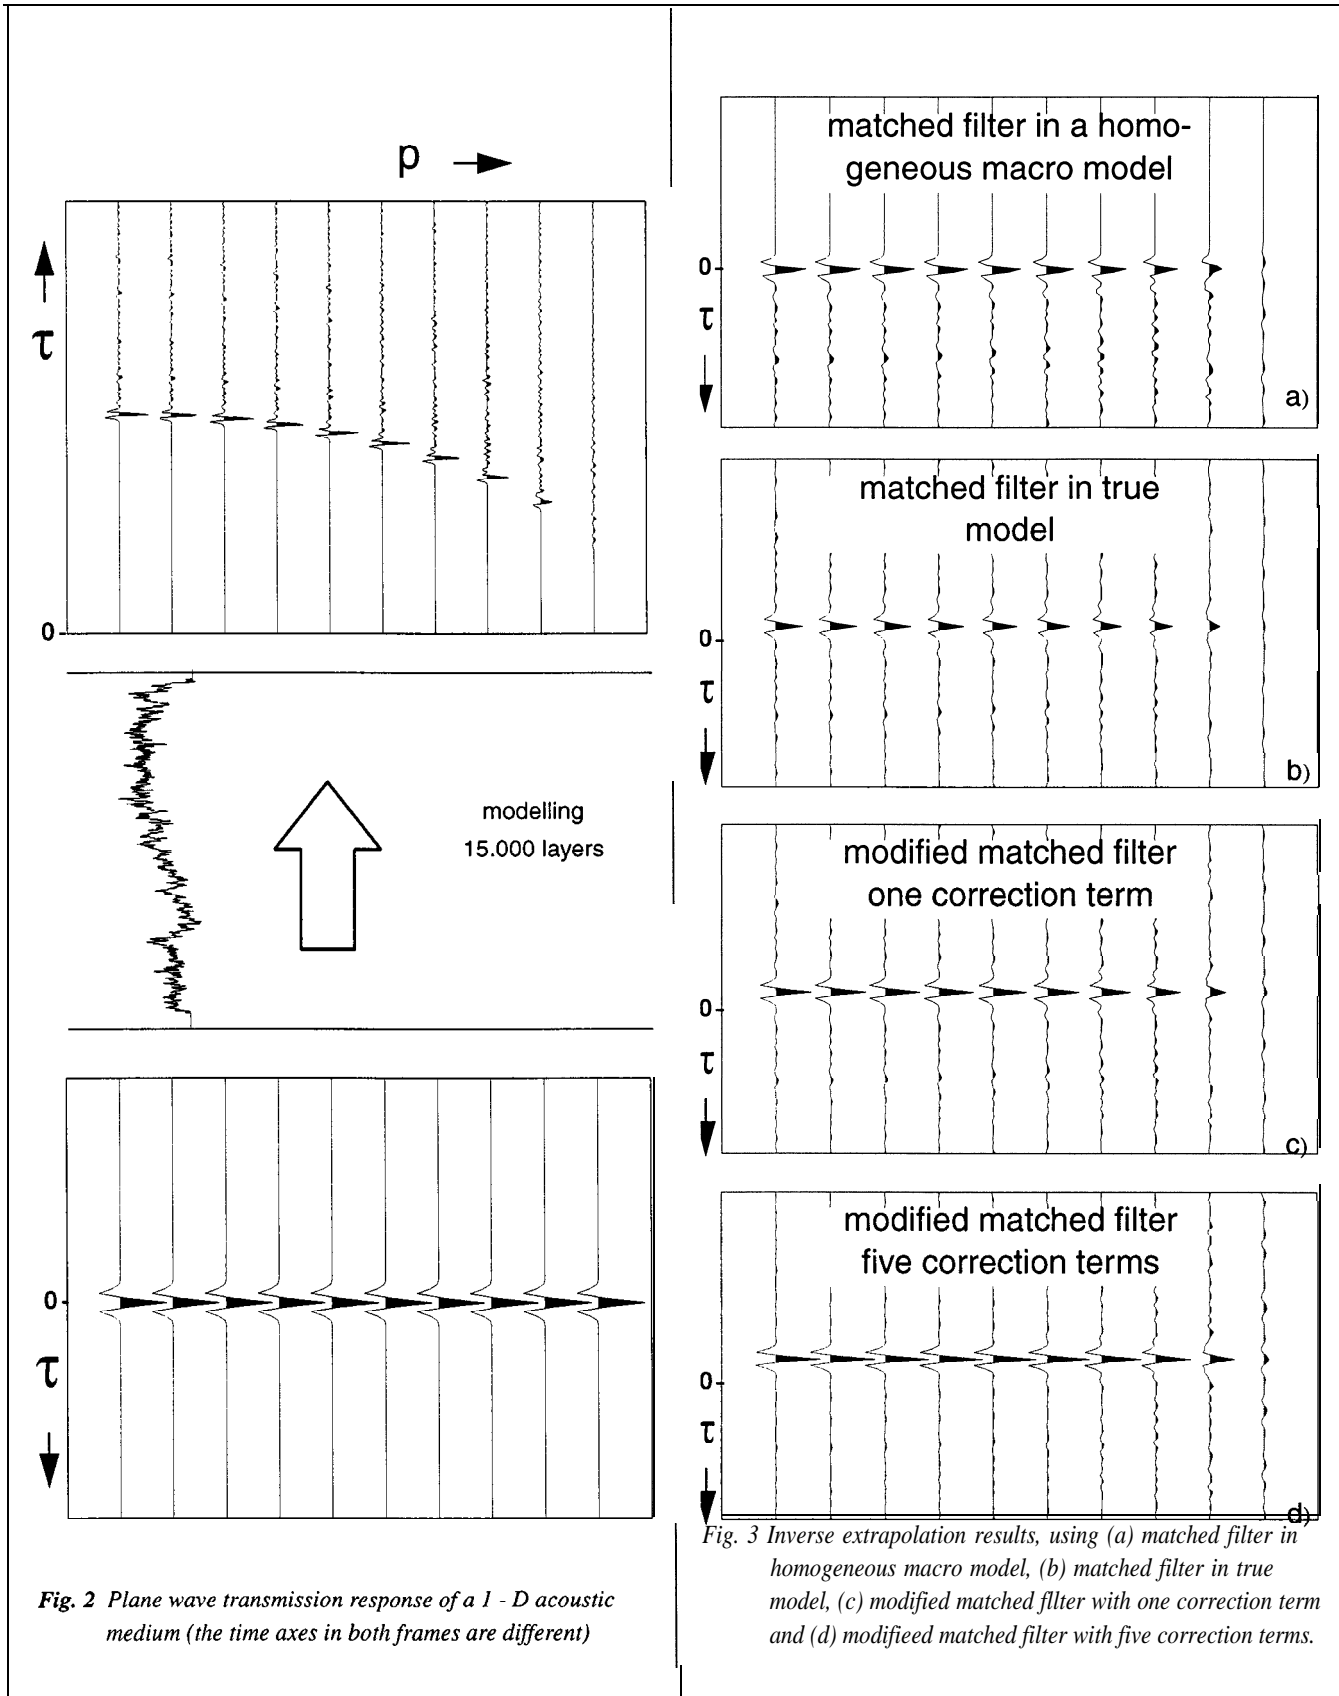 p
τ
0
modelling
15.000 layers
0
τ
Fig. 2 Plane wave transmission response of a 1 - D acoustic
medium (the time axes in both frames are different)
matched filter in a homo-
geneous macro model
0
τ
a)
matched filter in true
model
0
τ
b)
modified matched filter
one correction term
0
τ
c)
modified matched filter
five correction terms
0
τ
d)
Fig. 3 Inverse extrapolation results, using (a) matched filter in
homogeneous macro model, (b) matched filter in true
model, (c) modified matched fIlter with one correction term
and (d) modifieed matched filter with five correction terms.